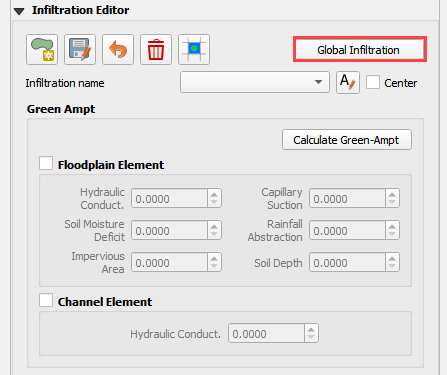 Infiltration Editor
Global Infiltration
Infiltration name
A
Center
Green Ampt
Calculate Green-Ampt
Floodplain Element
Hydraulic Conduct.
0.0000
Capillary Suction
0.0000
Soil Moisture Deficit
0.0000
Rainfall Abstraction
0.0000
Impervious Area
0.0000
Soil Depth
0.0000
Channel Element
Hydraulic Conduct.
0.0000